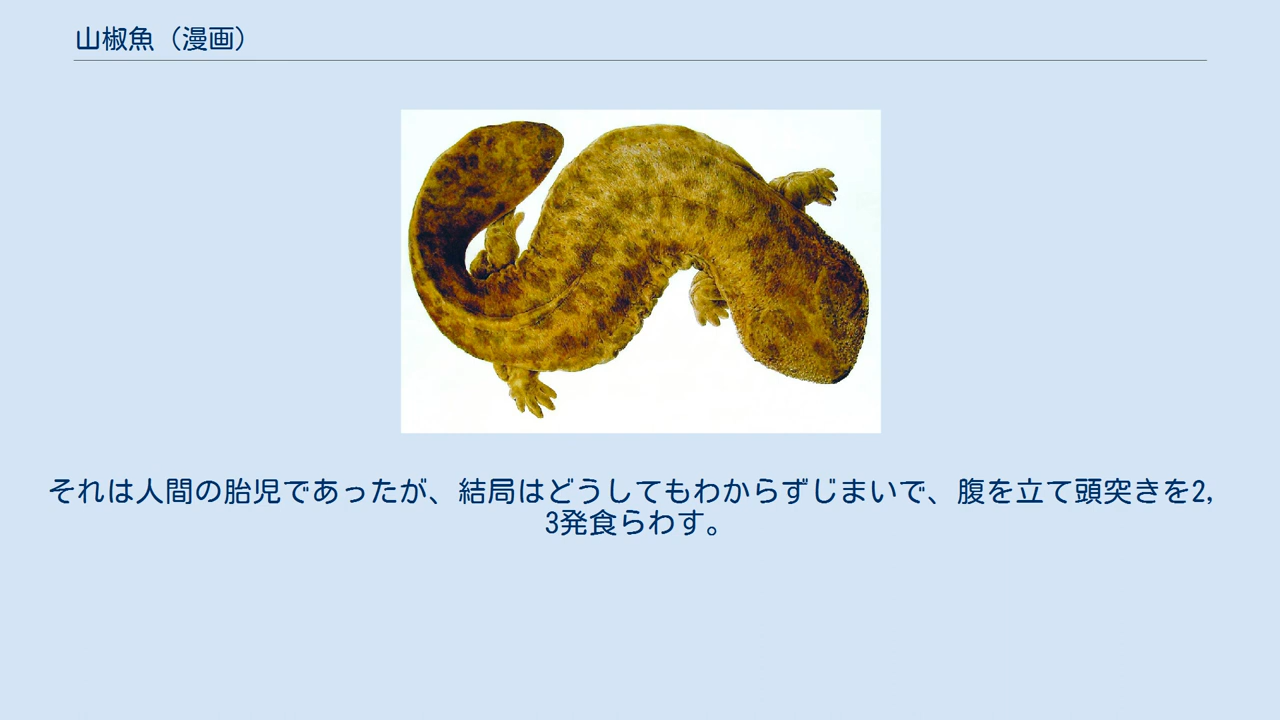 山椒魚（漫画）
それは人間の胎児であったが、結局はどうしてもわからずじまいで、腹を立て頭突きを2,
3発食らわす。